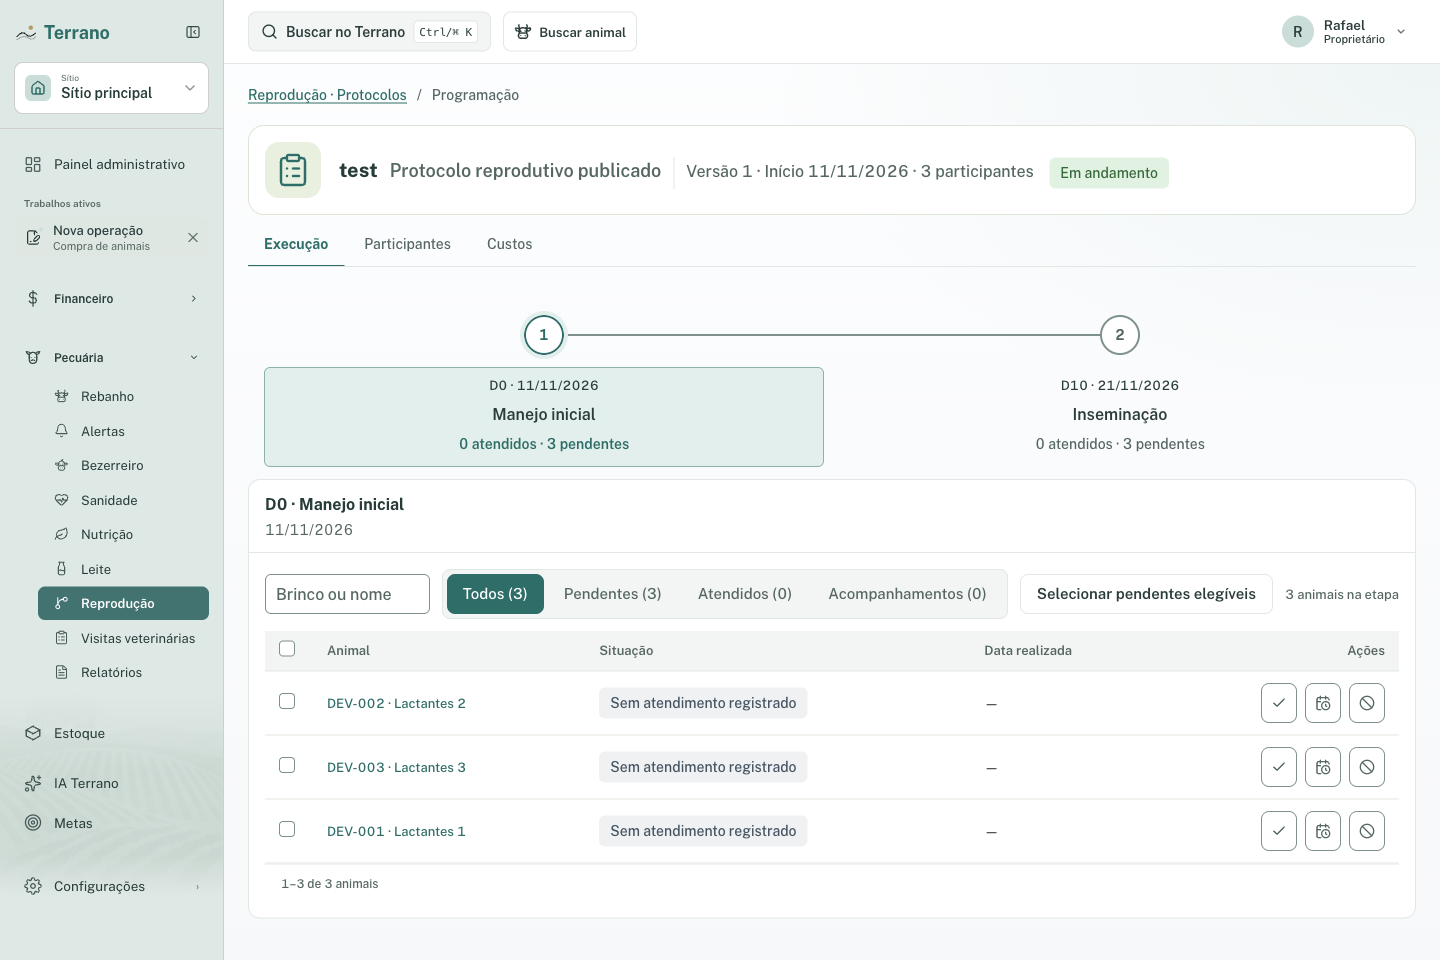 Terrano
Sítio
Sítio principal
Painel administrativo
Trabalhos ativos
Nova operação
Compra de animais
Financeiro
Pecuária
Rebanho
Alertas
Bezerreiro
Sanidade
Nutrição
Leite
Reprodução
Visitas veterinárias
Relatórios
Estoque
IA Terrano
Metas
Configurações
Buscar no Terrano Ctrl/⌘ K
Buscar animal
R
Rafael
Proprietário
Reprodução · Protocolos / Programação
test Protocolo reprodutivo publicado Versão 1 · Início 11/11/2026 · 3 participantes Em andamento
Execução Participantes Custos
1 2
D0 · 11/11/2026
Manejo inicial
0 atendidos · 3 pendentes
D10 · 21/11/2026
Inseminação
0 atendidos · 3 pendentes
D0 · Manejo inicial
11/11/2026
Brinco ou nome Todos (3) Pendentes (3) Atendidos (0) Acompanhamentos (0) Selecionar pendentes elegíveis 3 animais na etapa
Animal Situação Data realizada Ações
DEV-002 · Lactantes 2 Sem atendimento registrado —
DEV-003 · Lactantes 3 Sem atendimento registrado —
DEV-001 · Lactantes 1 Sem atendimento registrado —
1–3 de 3 animais